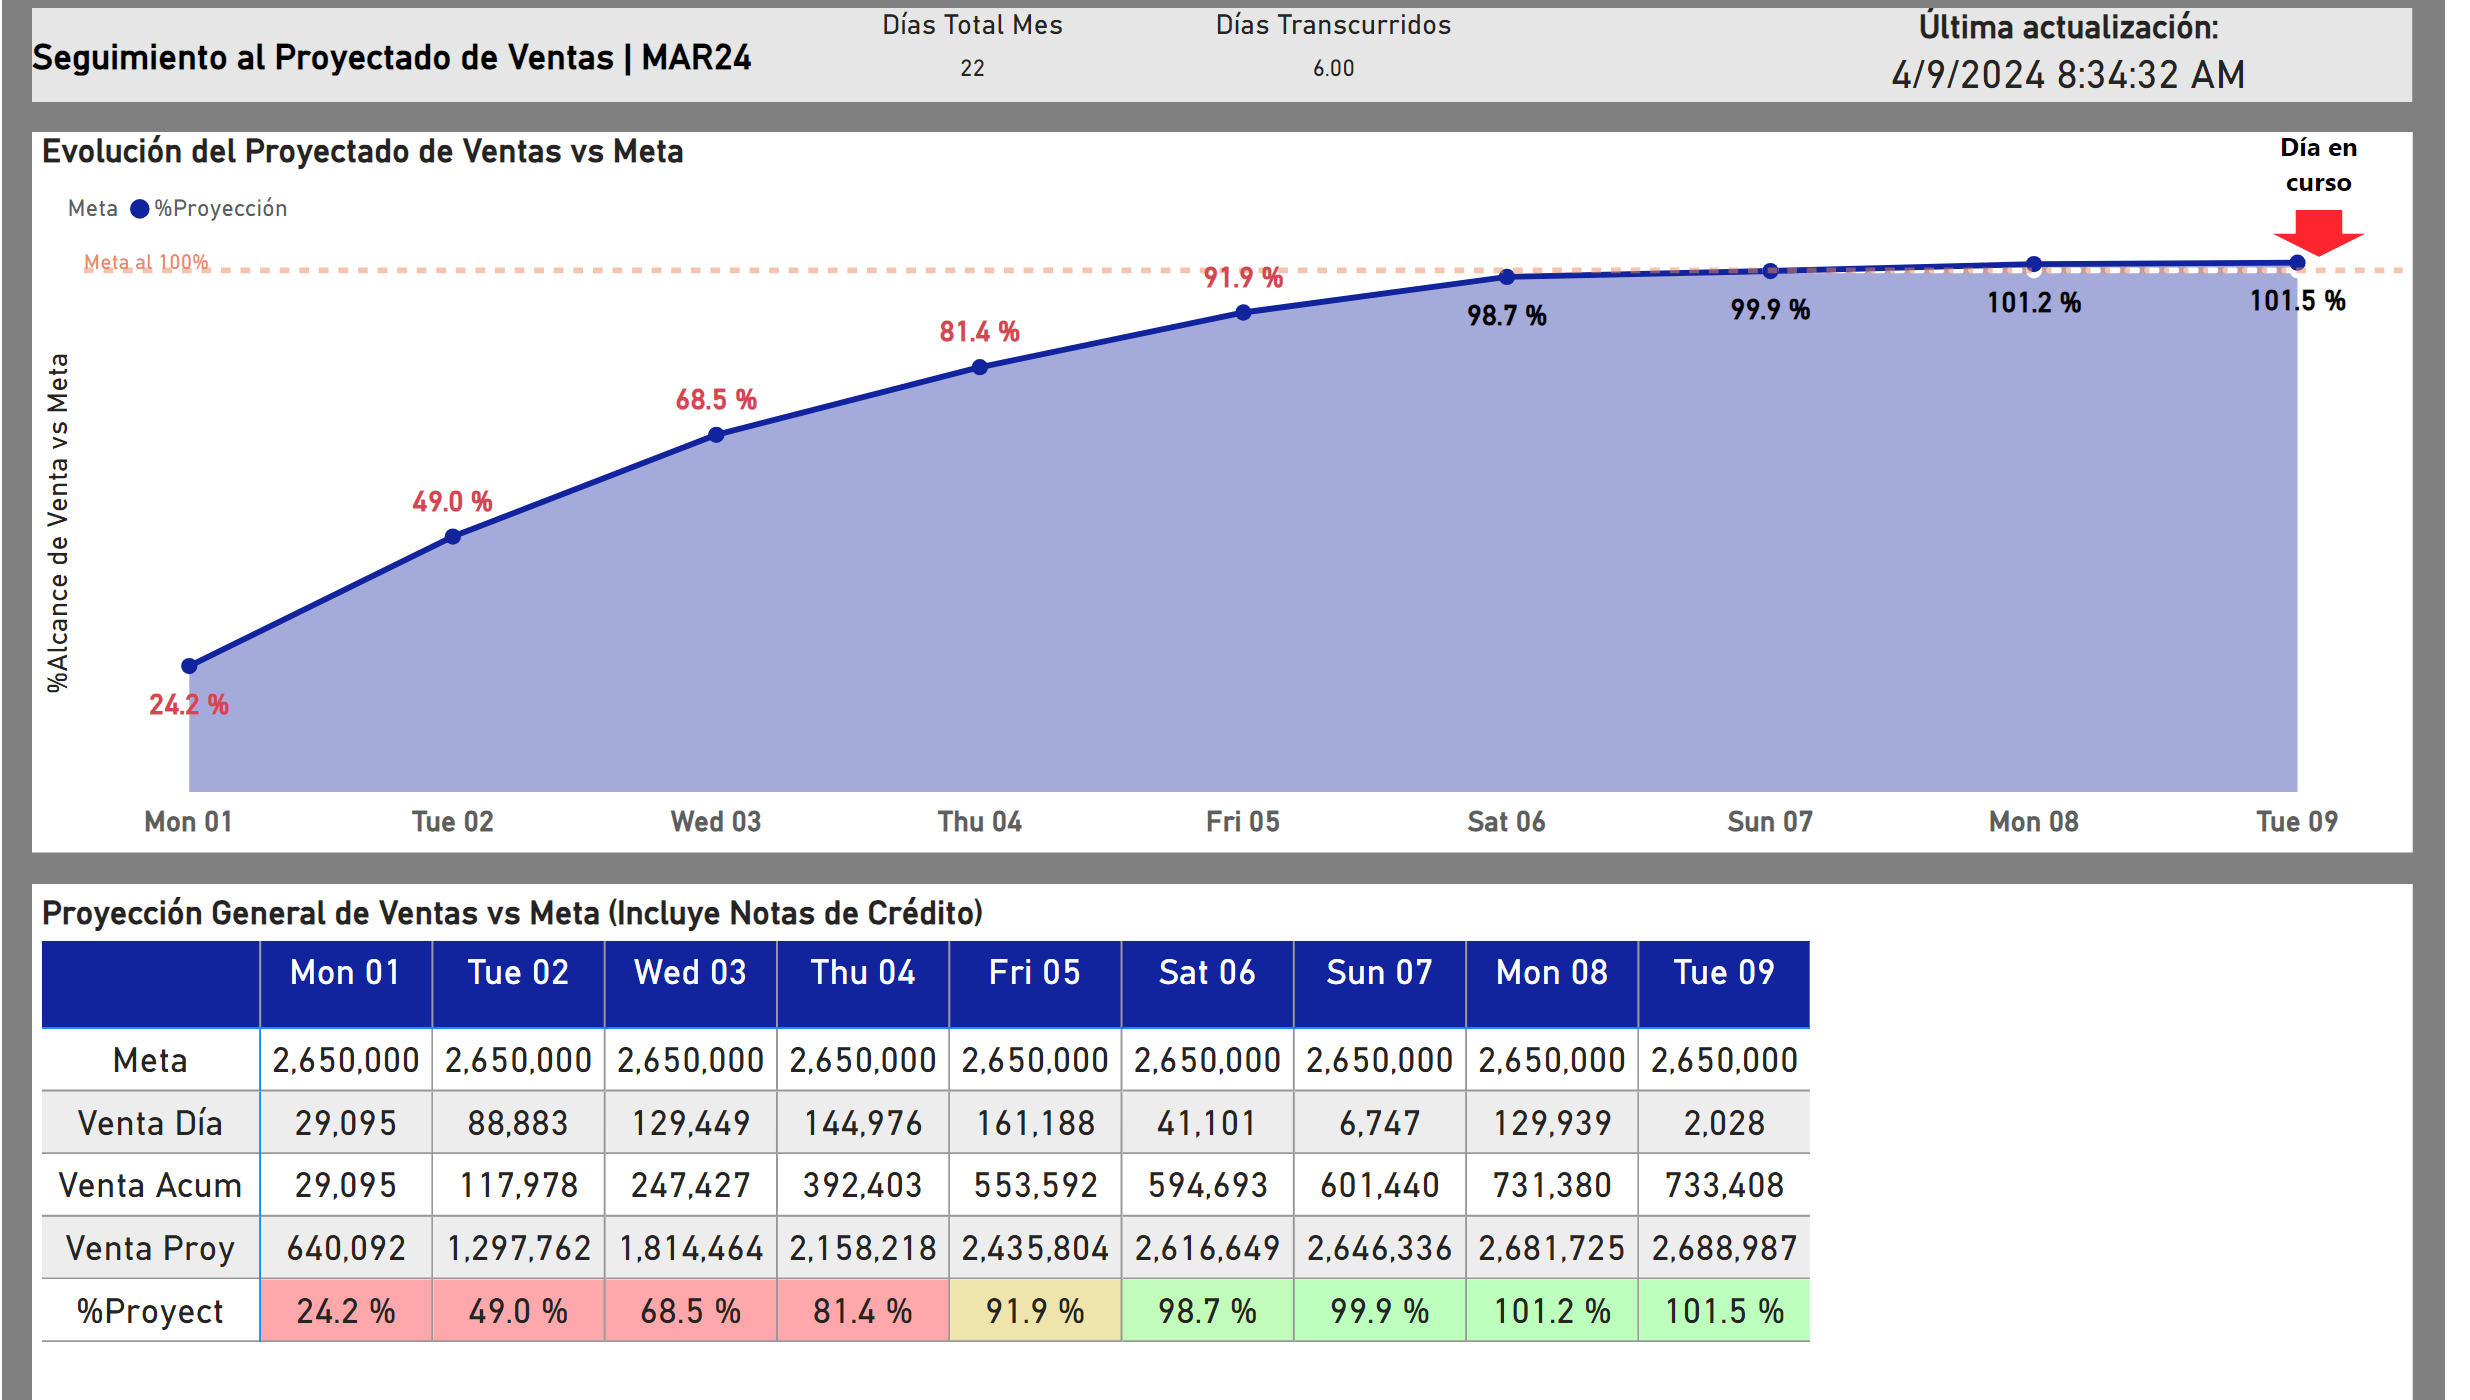 Seguimiento al Proyectado de Ventas | MAR24
Días Total Mes
22
Días Transcurridos
6.00
Última actualización:
4/9/2024 8:34:32 AM
Evolución del Proyectado de Ventas vs Meta
Día en
curso
Meta %Proyección
Meta al 100%
%Alcance de Venta vs Meta
24.2 %
49.0 %
68.5 %
81.4 %
91.9 %
98.7 %
99.9 %
101.2 %
101.5 %
Mon 01 Tue 02 Wed 03 Thu 04 Fri 05 Sat 06 Sun 07 Mon 08 Tue 09
Proyección General de Ventas vs Meta (Incluye Notas de Crédito)
Mon 01 Tue 02 Wed 03 Thu 04 Fri 05 Sat 06 Sun 07 Mon 08 Tue 09
Meta 2,650,000 2,650,000 2,650,000 2,650,000 2,650,000 2,650,000 2,650,000 2,650,000 2,650,000
Venta Día 29,095 88,883 129,449 144,976 161,188 41,101 6,747 129,939 2,028
Venta Acum 29,095 117,978 247,427 392,403 553,592 594,693 601,440 731,380 733,408
Venta Proy 640,092 1,297,762 1,814,464 2,158,218 2,435,804 2,616,649 2,646,336 2,681,725 2,688,987
%Proyect 24.2 % 49.0 % 68.5 % 81.4 % 91.9 % 98.7 % 99.9 % 101.2 % 101.5 %